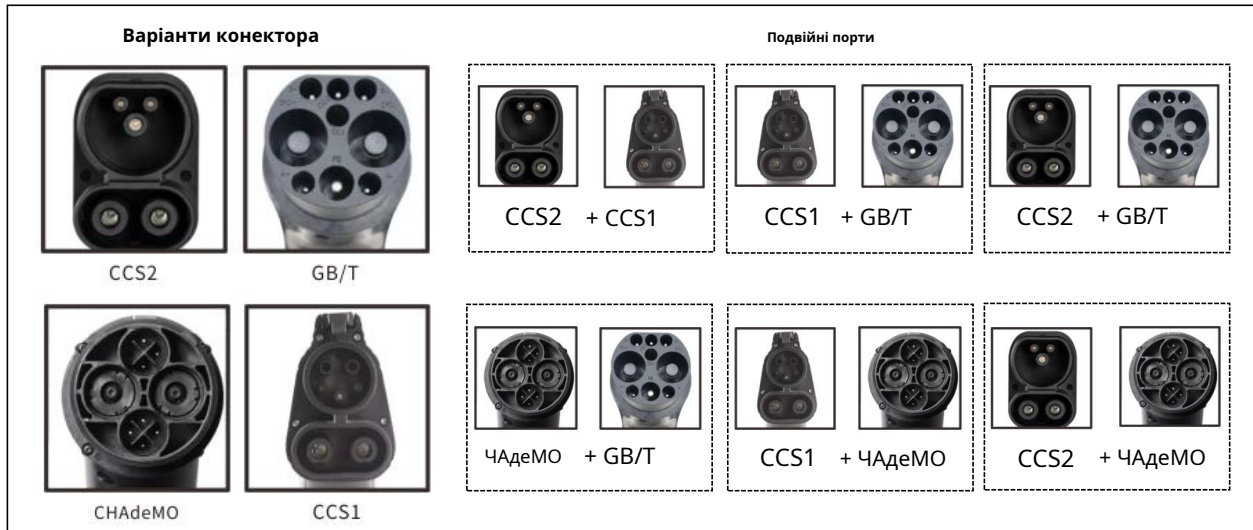 Варіанти конектора
CCS2
GB/T
CHAdeMO
CCS1
Подвійні порти
CCS2 + CCS1
CCS1 + GB/T
CCS2 + GB/T
ЧАдеМО + GB/T
CCS1 + ЧАдеМО
CCS2 + ЧАдеМО